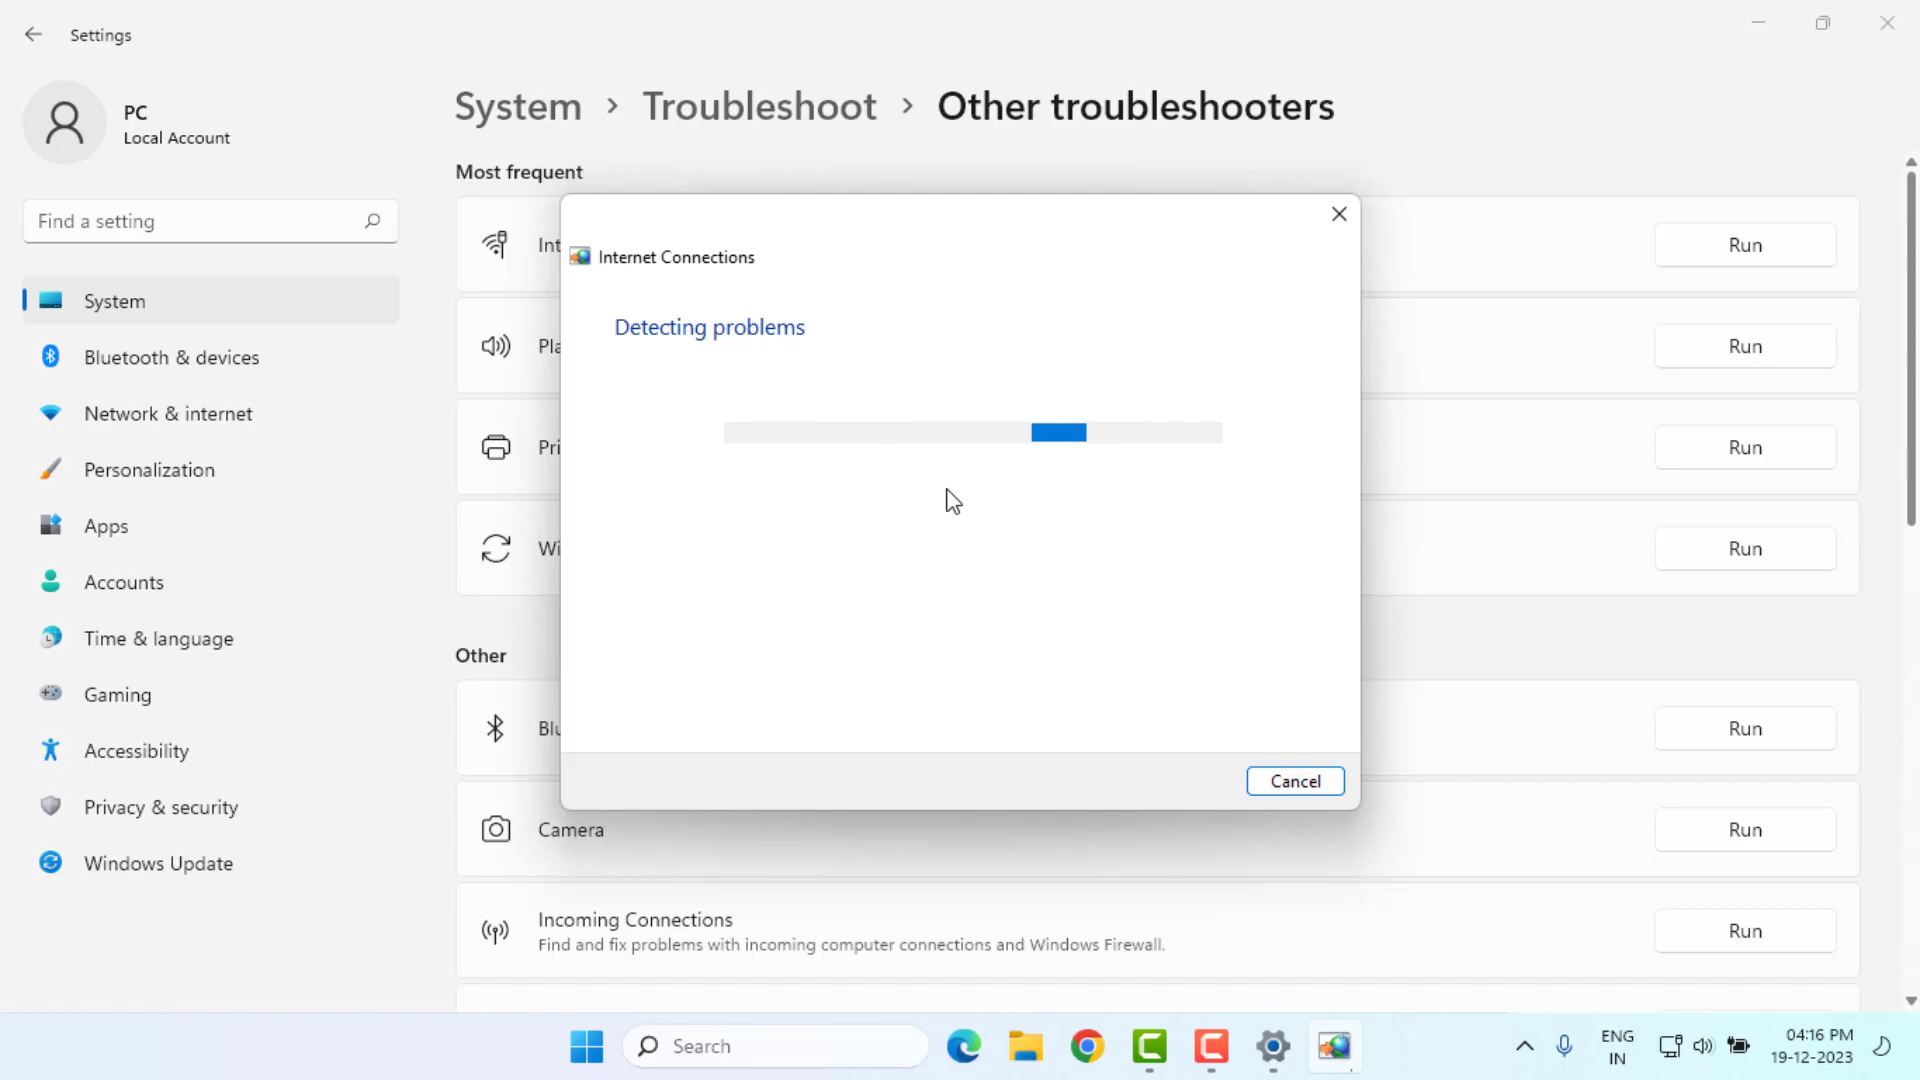 Settings
PC
Local Account
Find a setting
System
Bluetooth & devices
Network & internet
Personalization
Apps
Accounts
Time & language
Gaming
Accessibility
Privacy & security
Windows Update
System > Troubleshoot > Other troubleshooters
Most frequent
Int
Run
Pla
Run
Pri
Run
Wi
Run
Internet Connections
Detecting problems
Cancel
Other
Blu
Run
Camera
Run
Incoming Connections
Find and fix problems with incoming computer connections and Windows Firewall.
Run
Search
ENG
IN
04:16 PM
19-12-2023